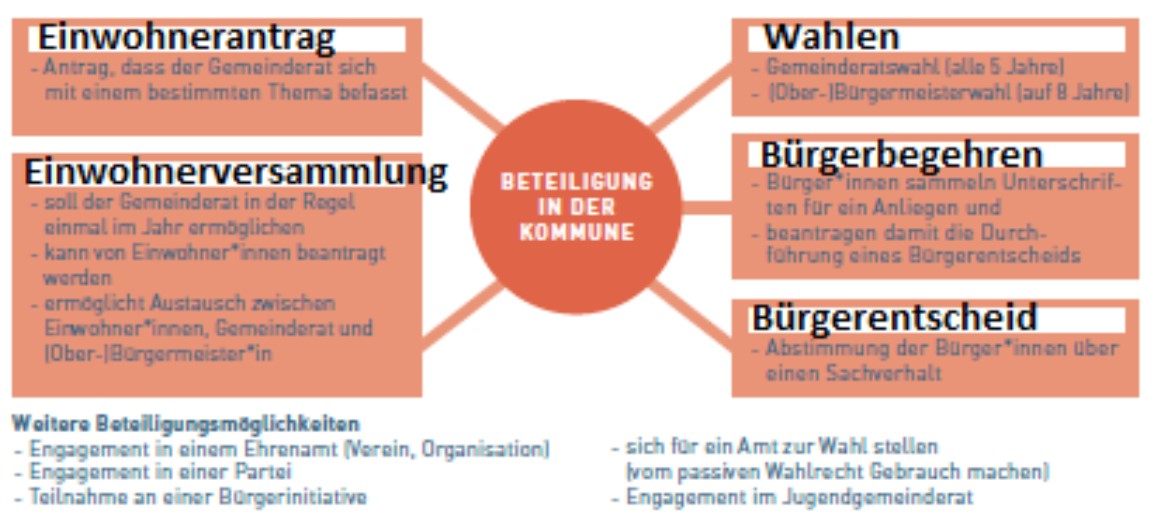 Einwohnerantrag
- Antrag, dass der Gemeinderat sich
mit einem bestimmten Thema befasst
Einwohnerversammlung
- soll der Gemeinderat in der Regel
einmal im Jahr ermöglichen
- kann von Einwohner*innen beantragt
werden
- ermöglicht Austausch zwischen
Einwohner*innen, Gemeinderat und
(Ober-)Bürgermeister*in
BETEILIGUNG
IN DER
KOMMUNE
Wahlen
- Gemeinderatswahl (alle 5 Jahre)
- (Ober-)Bürgermeisterwahl (auf 8 Jahre)
Bürgerbegehren
- Bürger*innen sammeln Unterschrif-
ten für ein Anliegen und
- beantragen damit die Durch-
führung eines Bürgerentscheids
Bürgerentscheid
- Abstimmung der Bürger*innen über
einen Sachverhalt
Weitere Beteiligungsmöglichkeiten
- Engagement in einem Ehrenamt (Verein, Organisation)
- Engagement in einer Partei
- Teilnahme an einer Bürgerinitiative
- sich für ein Amt zur Wahl stellen
(vom passiven Wahlrecht Gebrauch machen)
- Engagement im Jugendgemeinderat